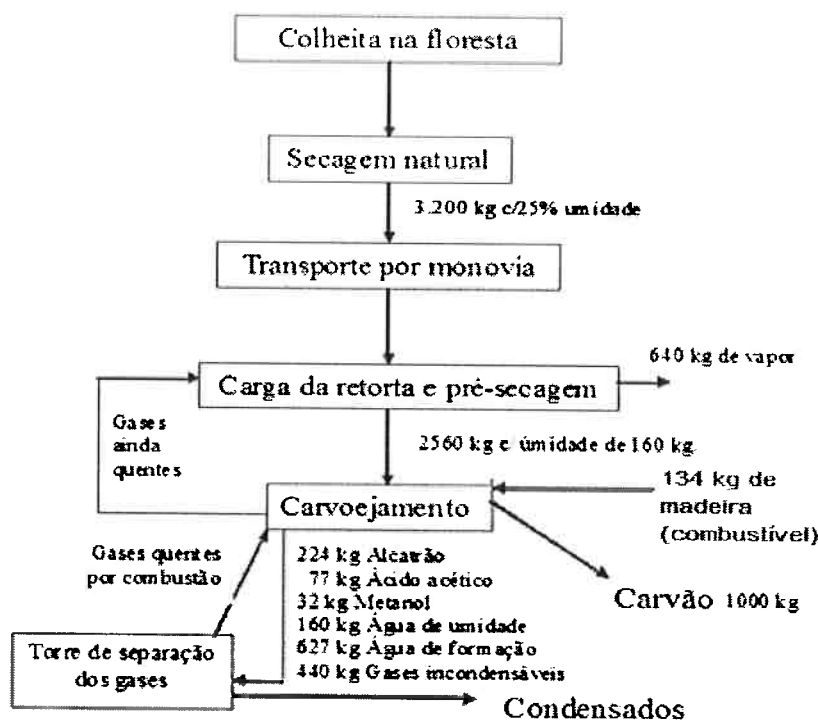 Colheita na floresta
Secagem natural
3.200 kg c/25% umidade
Transporte por monovia
640 kg de vapor
Carga da retorta e pré-secagem
Gases
ainda
quentes
2560 kg c/ úmidade de 160 kg
134 kg de
madeira
(combustível)
Carvoejamento
Gases quentes
por combustão
224 kg Alcatrão
77 kg Ácido acético
32 kg Metanol
160 kg Água de umidade
627 kg Água de formação
440 kg Gases incondensáveis
Carvão 1000 kg
Torre de separação
dos gases
Condensados